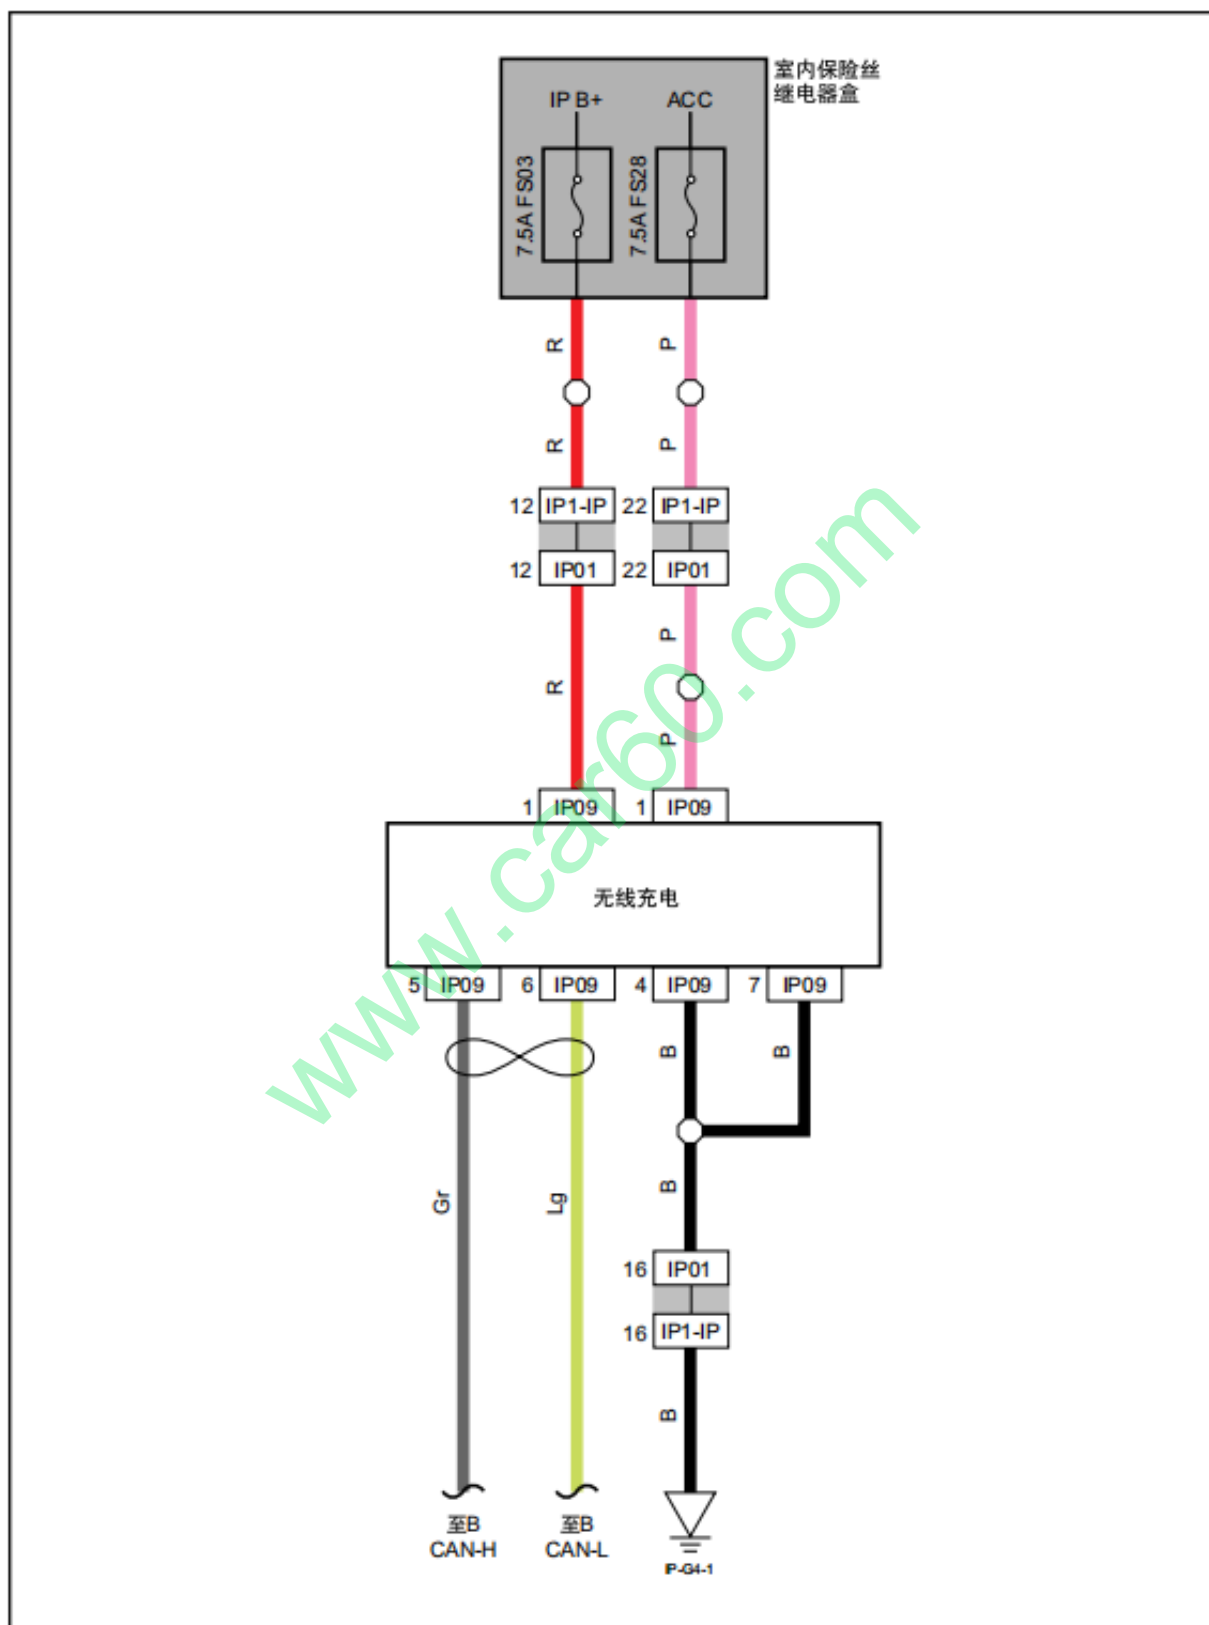 室内保险丝
继电器盒
IP B+ ACC
7.5A FS03
7.5A FS28
R P
R P
12 IP1-IP 22 IP1-IP
12 IP01 22 IP01
P
R
P
1 IP09 1 IP09
无线充电
5 IP09 6 IP09 4 IP09 7 IP09
B B
Gr Lg B
16 IP01
16 IP1-IP
B
至B 至B
CAN-H CAN-L
IP-G4-1
www.car60.com